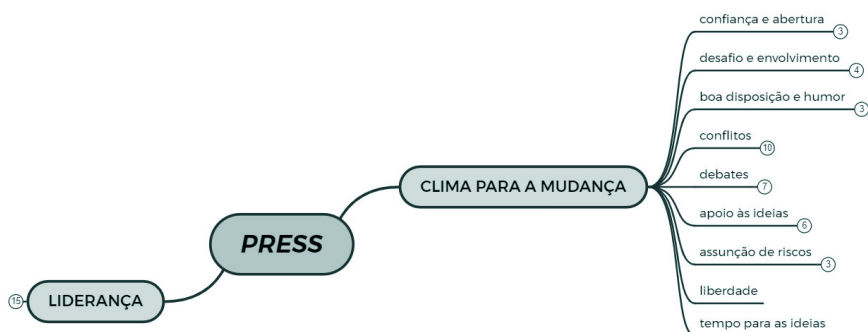 confiança e abertura
3
desafio e envolvimento
4
boa disposição e humor
3
conflitos
10
CLIMA PARA A MUDANÇA
debates
7
apoio às ideias
6
PRESS
assunção de riscos
3
liberdade
15
LIDERANÇA
tempo para as ideias